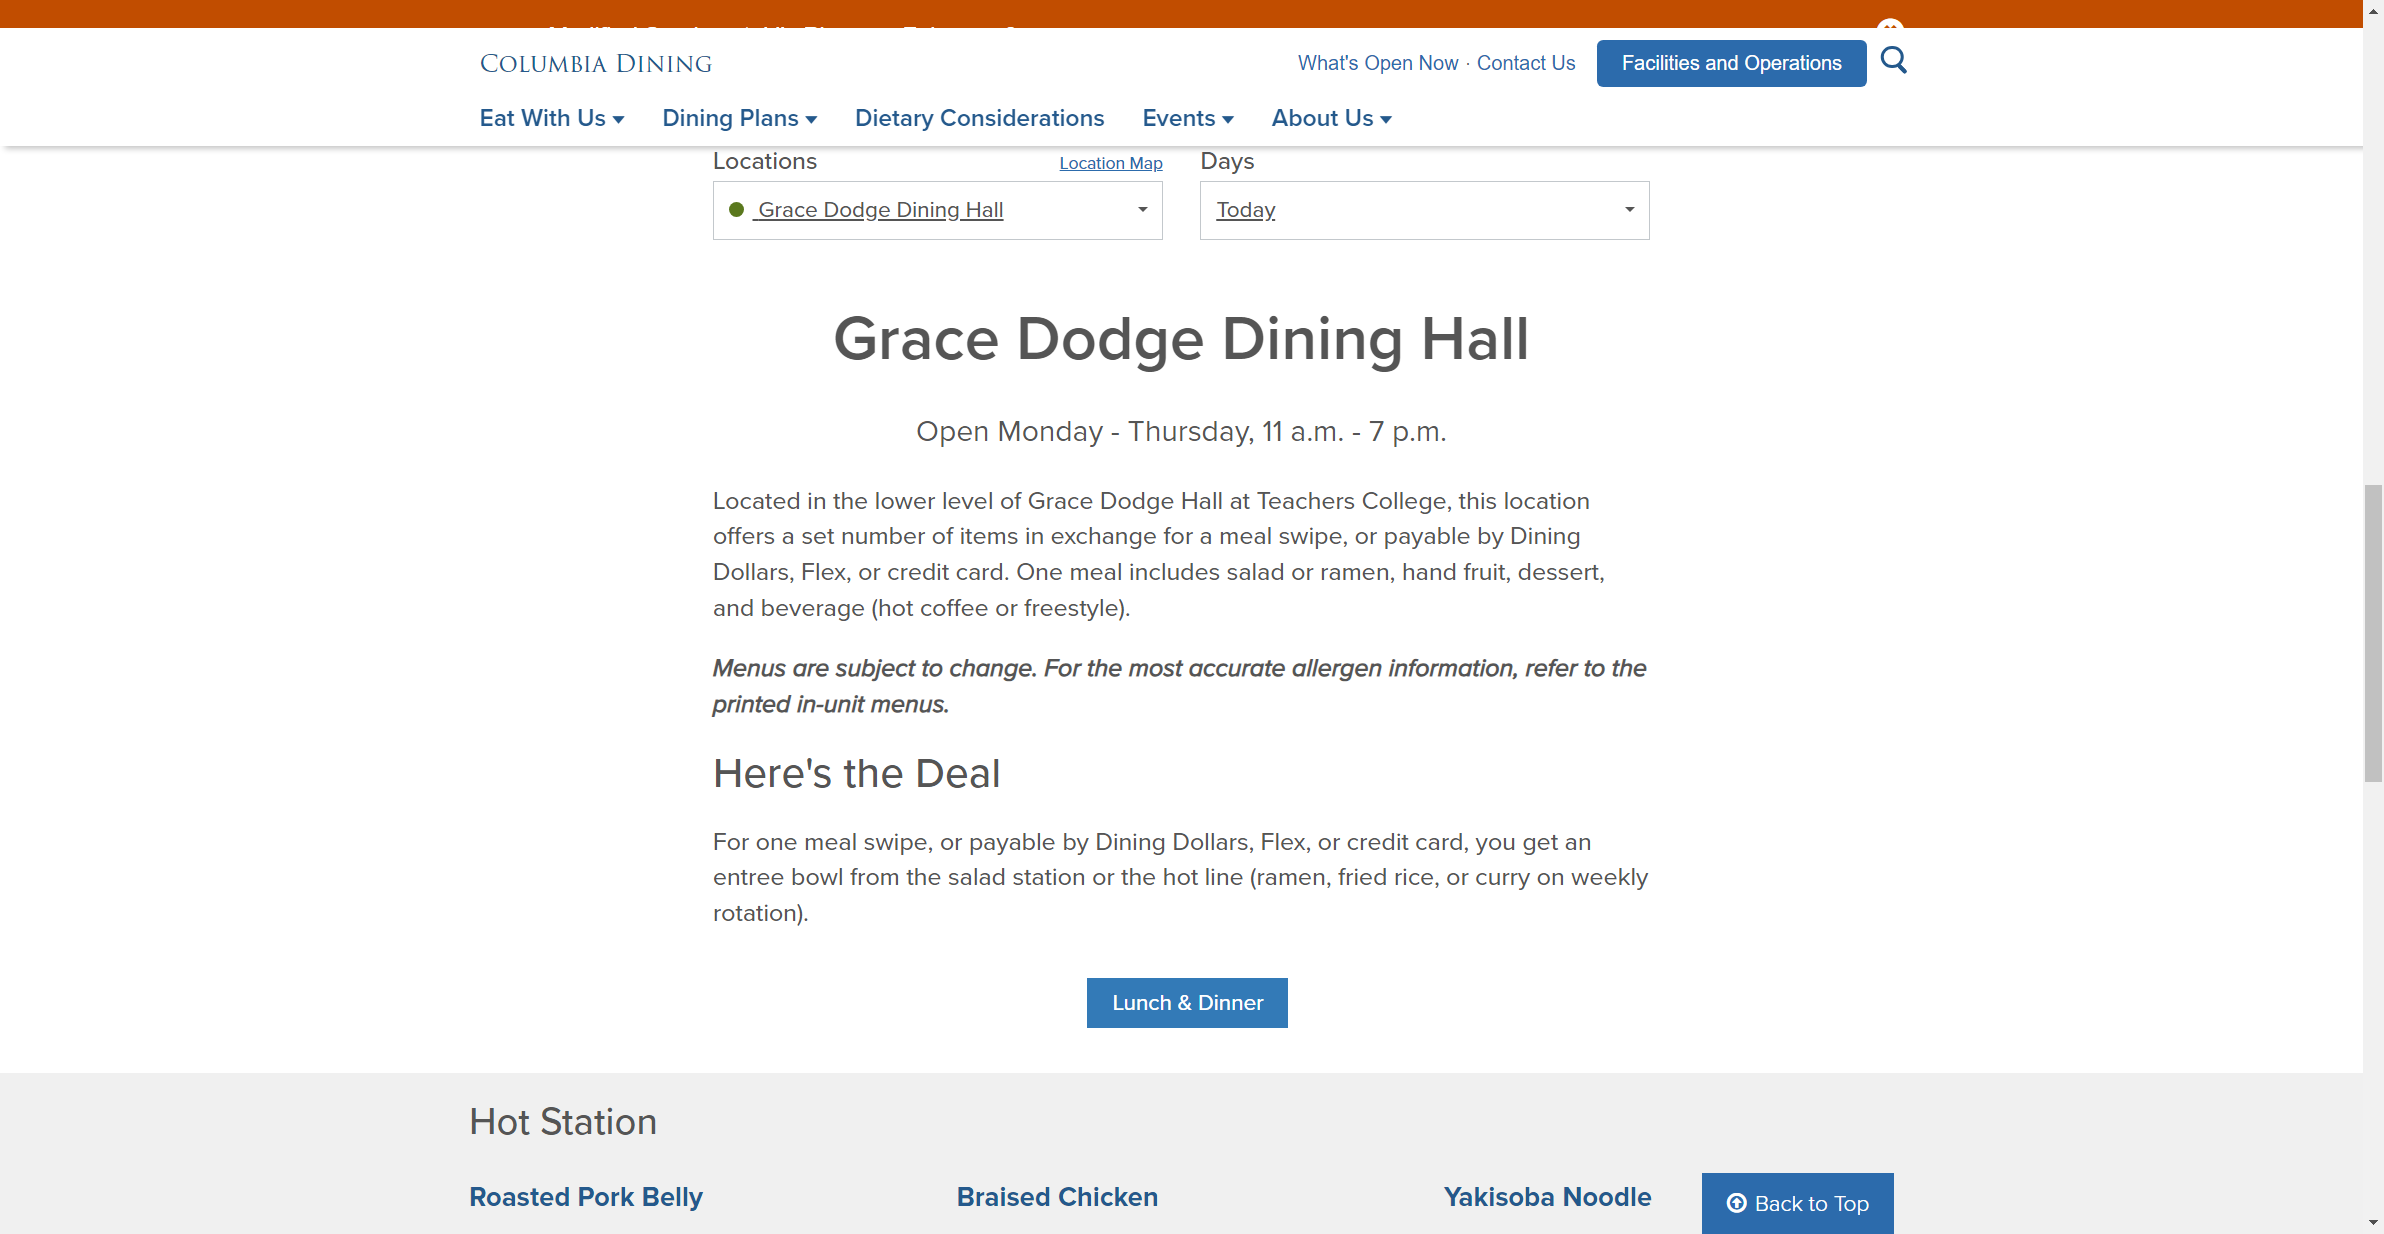 COLUMBIA DINING
What's Open Now · Contact Us
Facilities and Operations
Eat With Us
Dining Plans
Dietary Considerations
Events
About Us
Locations
Location Map
Days
Grace Dodge Dining Hall
Today
Grace Dodge Dining Hall
Open Monday - Thursday, 11 a.m. - 7 p.m.
Located in the lower level of Grace Dodge Hall at Teachers College, this location
offers a set number of items in exchange for a meal swipe, or payable by Dining
Dollars, Flex, or credit card. One meal includes salad or ramen, hand fruit, dessert,
and beverage (hot coffee or freestyle).
Menus are subject to change. For the most accurate allergen information, refer to the
printed in-unit menus.
Here's the Deal
For one meal swipe, or payable by Dining Dollars, Flex, or credit card, you get an
entree bowl from the salad station or the hot line (ramen, fried rice, or curry on weekly
rotation).
Lunch & Dinner
Hot Station
Roasted Pork Belly
Braised Chicken
Yakisoba Noodle
Back to Top